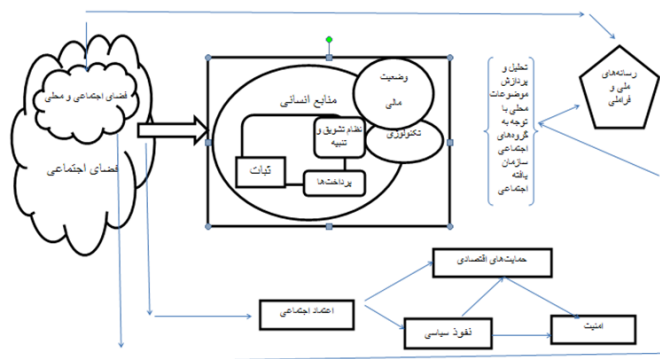 فضای اجتماعی و محلی
فضای اجتماعی
منابع انسانی
وضعیت
مالی
تکنولوژی
نظام تشویق و
تنبیه
ثبات
پرداخت‌ها
تحلیل و
پردازش
موضوعات
محلی با
توجه به
گروه‌های
اجتماعی
سازمان
یافته
اجتماعی
رسانه‌های
ملی و
فراملی
حمایت‌های اقتصادی
اعتماد اجتماعی
نفوذ سیاسی
امنیت